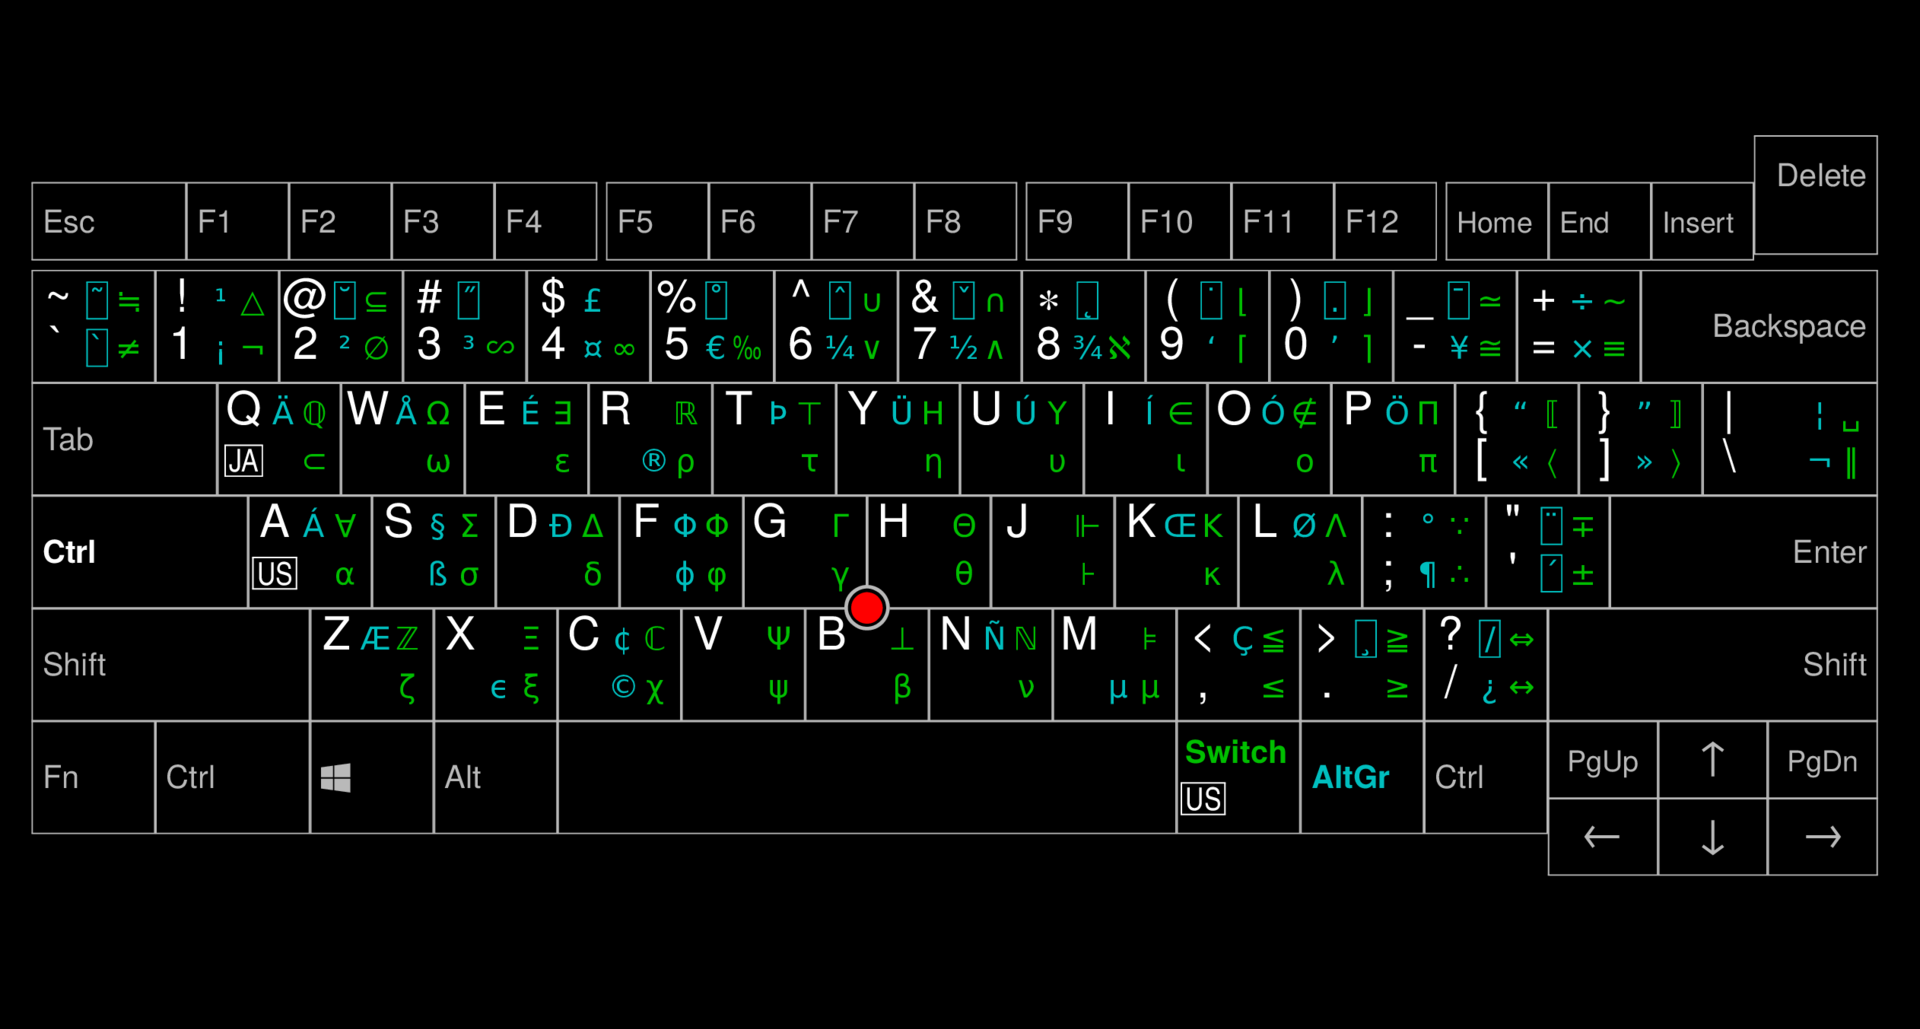 Delete
Esc F1 F2 F3 F4 F5 F6 F7 F8 F9 F10 F11 F12 Home End Insert
~ ˜ ≒ ! ¹ △ @ ˘ ⊆ # ˝ $ £ % ° ^ ˆ ∪ & ˇ ∩ * ˛ ( ˙ ⌊ ) . ⌋ _ ¯ ≃ + ÷ ∼ Backspace
` ` ≠ 1 ¡ ¬ 2 ² ∅ 3 ³ ∽ 4 ¤ ∞ 5 € ‰ 6 ¼ ∨ 7 ½ ∧ 8 ¾ ℵ 9 ‘ ⌈ 0 ’ ⌉ - ¥ ≅ = × ≡
Tab Q Ä ℚ W Å Ω E É ∃ R ℝ T Þ ⊤ Y Ü Η U Ú Υ I Í ∈ O Ó ∉ P Ö Π { “ ⟦ } ” ⟧ | ¦ ␣
JA ⊂ ω ε ® ρ τ η υ ι ο π [ « 〈 ] » 〉 \ ¬ ‖
Ctrl A Á ∀ S § Σ D Ð Δ F Φ Φ G Γ H Θ J ⊩ K Œ Κ L Ø Λ : ° ∵ " ¨ ∓ Enter
US α ß σ δ ϕ φ γ θ ⊦ κ λ ; ¶ ∴ ' ´ ±
Shift Z Æ ℤ X Ξ C ¢ ℂ V Ψ B ⊥ N Ñ ℕ M ⊧ < Ç ≦ > ¸ ≧ ? / ⇔ Shift
ζ ϵ ξ © χ ψ β ν µ μ , ≤ . ≥ / ¿ ↔
Fn Ctrl Alt Switch AltGr Ctrl PgUp ↑ PgDn
US
← ↓ →